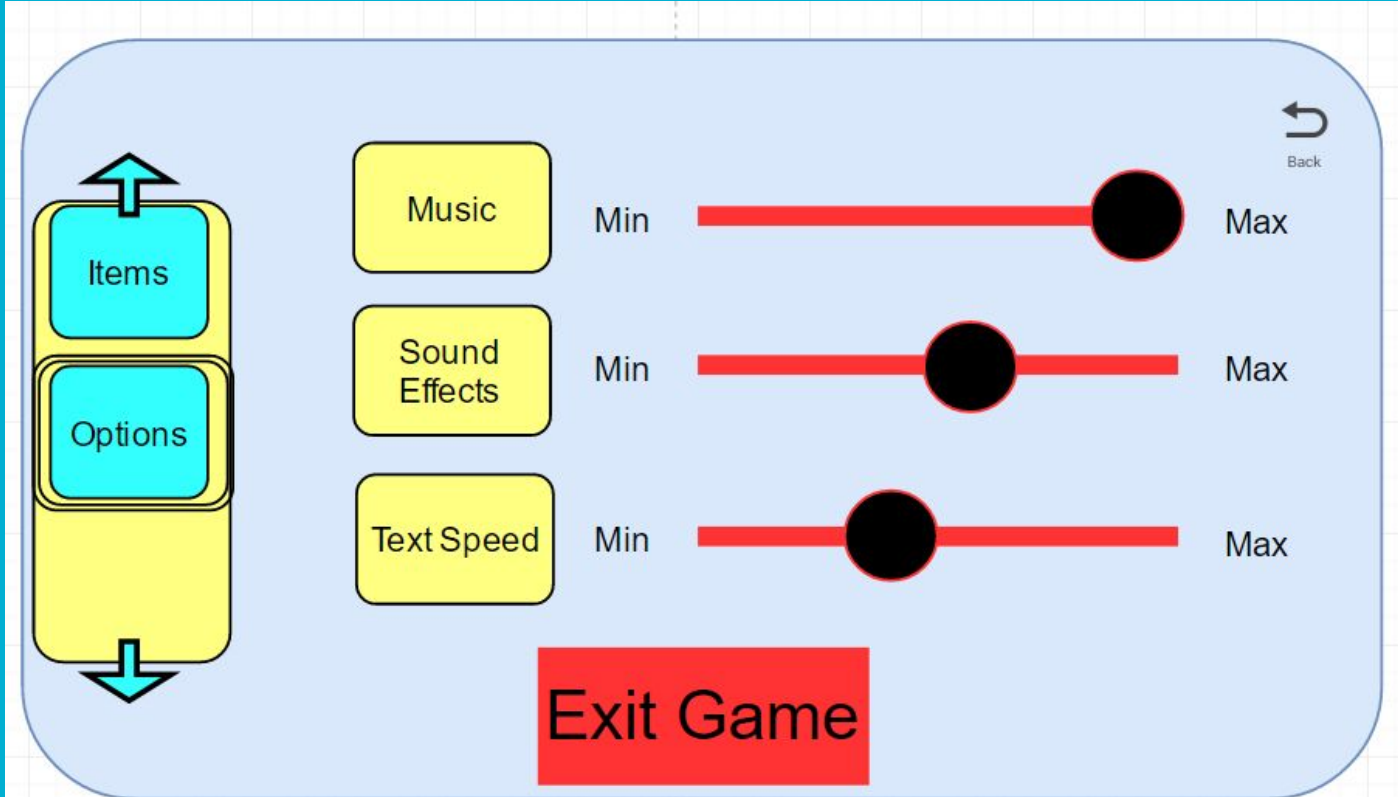 Back
Items
Options
Music
Min
Max
Sound
Effects
Min
Max
Text Speed
Min
Max
Exit Game